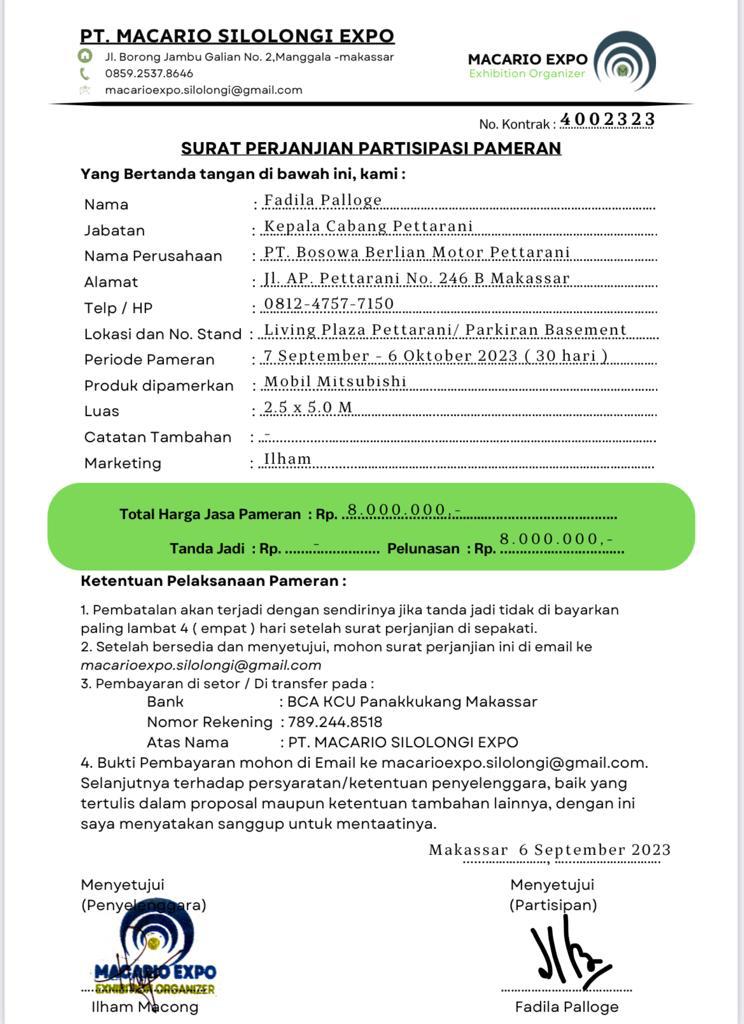 PT. MACARIO SILOLONGI EXPO
Jl. Borong Jambu Galian No. 2,Manggala -makassar
0859.2537.8646
macarioexpo.silolongi@gmail.com
MACARIO EXPO
Exhibition Organizer
No. Kontrak : 4002323
SURAT PERJANJIAN PARTISIPASI PAMERAN
Yang Bertanda tangan di bawah ini, kami :
Nama : Fadila Palloge
Jabatan : Kepala Cabang Pettarani
Nama Perusahaan : PT. Bosowa Berlian Motor Pettarani
Alamat : Jl. AP. Pettarani No. 246 B Makassar
Telp / HP : 0812-4757-7150
Lokasi dan No. Stand : Living Plaza Pettarani/ Parkiran Basement
Periode Pameran : 7 September - 6 Oktober 2023 ( 30 hari )
Produk dipamerkan : Mobil Mitsubishi
Luas : 2.5 x 5.0 M
Catatan Tambahan : -
Marketing : Ilham
Total Harga Jasa Pameran : Rp. 8.000.000,-
Tanda Jadi : Rp. - Pelunasan : Rp. 8.000.000,-
Ketentuan Pelaksanaan Pameran :
1. Pembatalan akan terjadi dengan sendirinya jika tanda jadi tidak di bayarkan
paling lambat 4 ( empat ) hari setelah surat perjanjian di sepakati.
2. Setelah bersedia dan menyetujui, mohon surat perjanjian ini di email ke
macarioexpo.silolongi@gmail.com
3. Pembayaran di setor / Di transfer pada :
Bank : BCA KCU Panakkukang Makassar
Nomor Rekening : 789.244.8518
Atas Nama : PT. MACARIO SILOLONGI EXPO
4. Bukti Pembayaran mohon di Email ke macarioexpo.silolongi@gmail.com.
Selanjutnya terhadap persyaratan/ketentuan penyelenggara, baik yang
tertulis dalam proposal maupun ketentuan tambahan lainnya, dengan ini
saya menyatakan sanggup untuk mentaatinya.
Makassar, 6 September 2023
Menyetujui
(Penyelenggara)
Menyetujui
(Partisipan)
MACARIO EXPO
EXHIBITION ORGANIZER
Ilham Macong
Fadila Palloge